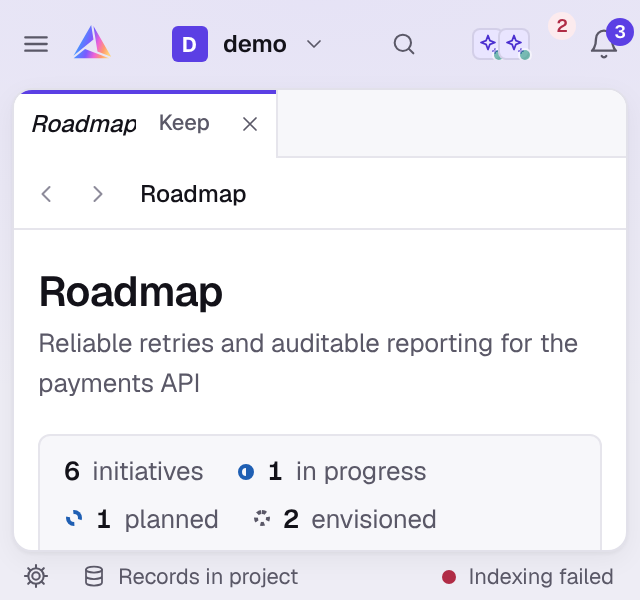 D demo 2 3
Roadmap Keep
Roadmap
Roadmap
Reliable retries and auditable reporting for the
payments API
6 initiatives 1 in progress
1 planned 2 envisioned
Records in project Indexing failed